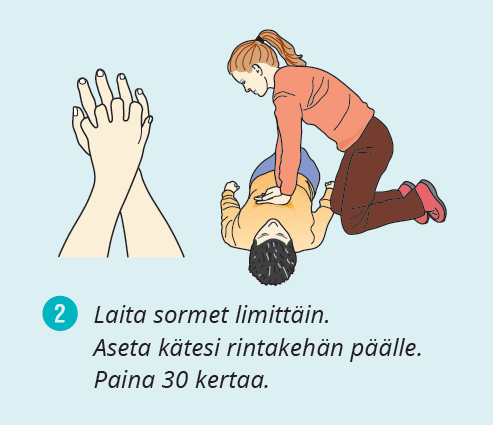 2 Laita sormet limittäin.
Aseta kätesi rintakehän päälle.
Paina 30 kertaa.